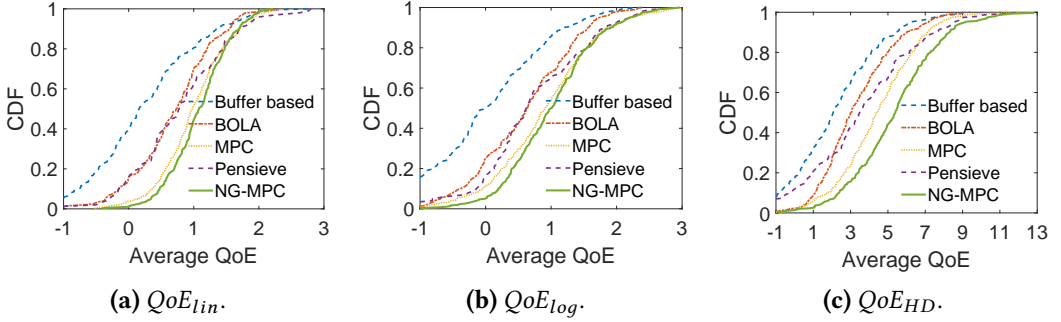 1
0.8
0.6
0.4
0.2
0
CDF
-1 0 1 2 3
Average QoE
Buffer based
BOLA
MPC
Pensieve
NG-MPC
(a) QoE_lin.
1
0.8
0.6
0.4
0.2
0
CDF
-1 0 1 2 3
Average QoE
Buffer based
BOLA
MPC
Pensieve
NG-MPC
(b) QoE_log.
1
0.8
0.6
0.4
0.2
0
CDF
-1 1 3 5 7 9 11 13
Average QoE
Buffer based
BOLA
MPC
Pensieve
NG-MPC
(c) QoE_HD.